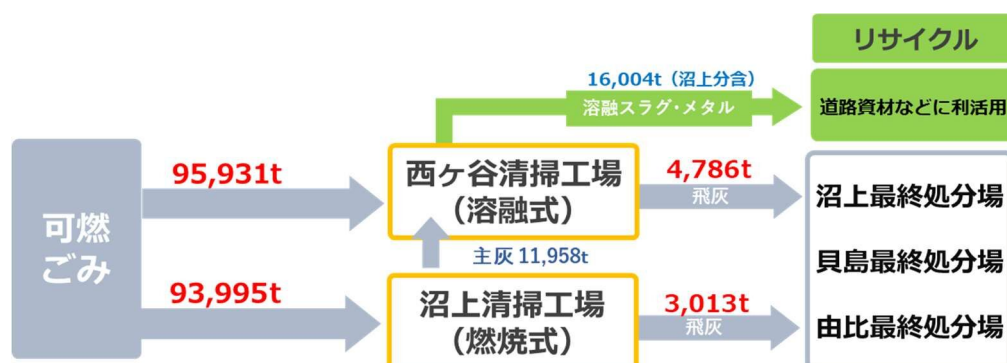 リサイクル
16,004t（沼上分含）
溶融スラグ・メタル
道路資材などに利活用
95,931t
西ケ谷清掃工場
（溶融式）
4,786t
飛灰
沼上最終処分場
可燃
ごみ
主灰 11,958t
貝島最終処分場
93,995t
沼上清掃工場
（燃焼式）
3,013t
飛灰
由比最終処分場